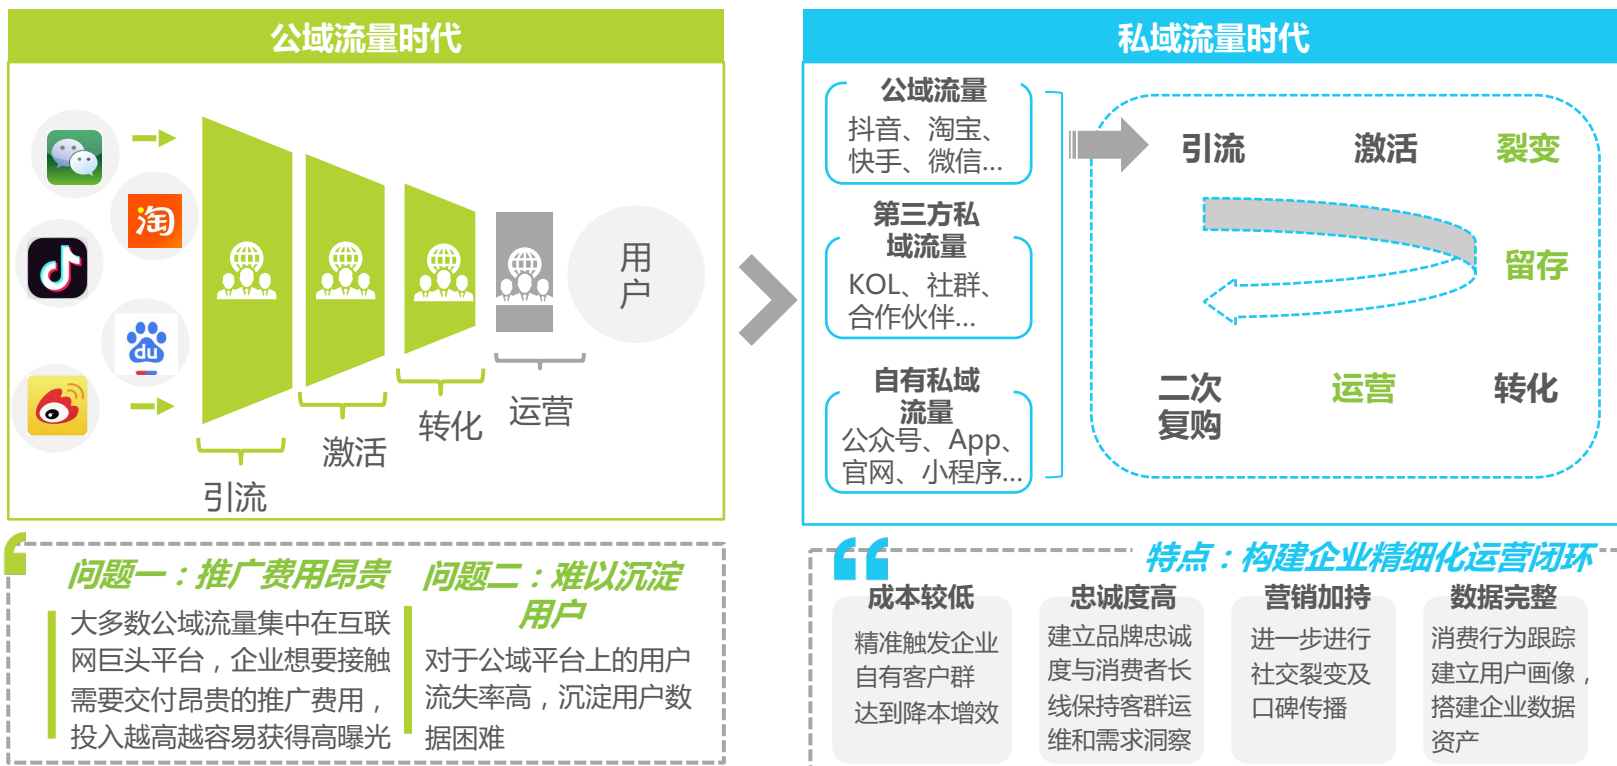 公域流量时代
淘
du
用
户
引流
激活
转化
运营
问题一：推广费用昂贵
大多数公域流量集中在互联
网巨头平台，企业想要接触
需要交付昂贵的推广费用，
投入越高越容易获得高曝光
问题二：难以沉淀
用户
对于公域平台上的用户
流失率高，沉淀用户数
据困难
私域流量时代
公域流量
抖音、淘宝、
快手、微信...
第三方私
域流量
KOL、社群、
合作伙伴...
自有私域
流量
公众号、App、
官网、小程序...
引流
激活
裂变
留存
二次
复购
运营
转化
特点：构建企业精细化运营闭环
成本较低
精准触发企业
自有客户群
达到降本增效
忠诚度高
建立品牌忠诚
度与消费者长
线保持客群运
维和需求洞察
营销加持
进一步进行
社交裂变及
口碑传播
数据完整
消费行为跟踪
建立用户画像，
搭建企业数据
资产